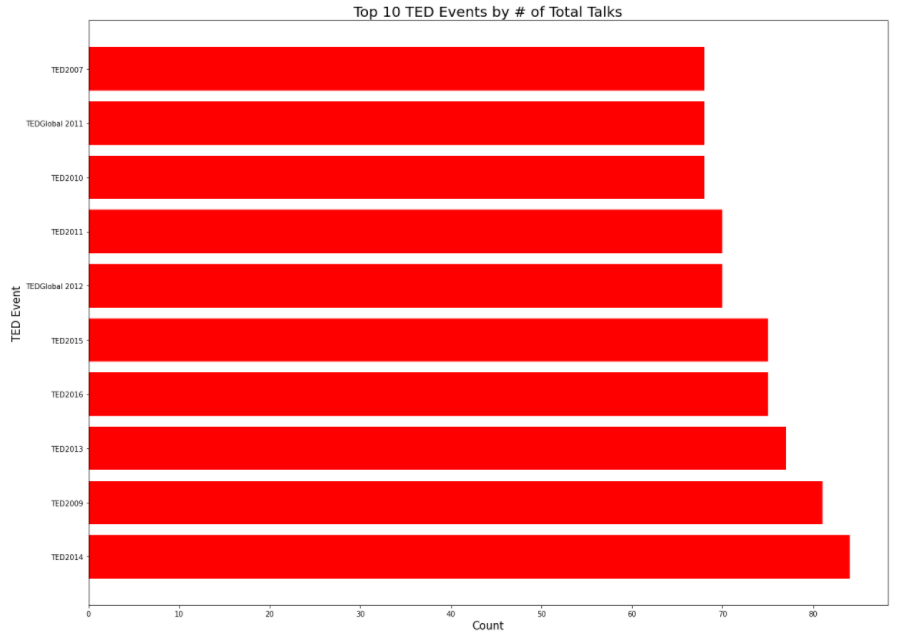 Top 10 TED Events by # of Total Talks
TED2007
TEDGlobal 2011
TED2010
TED2011
TEDGlobal 2012
TED2015
TED2016
TED2013
TED2009
TED2014
TED Event
0 10 20 30 40 50 60 70 80
Count